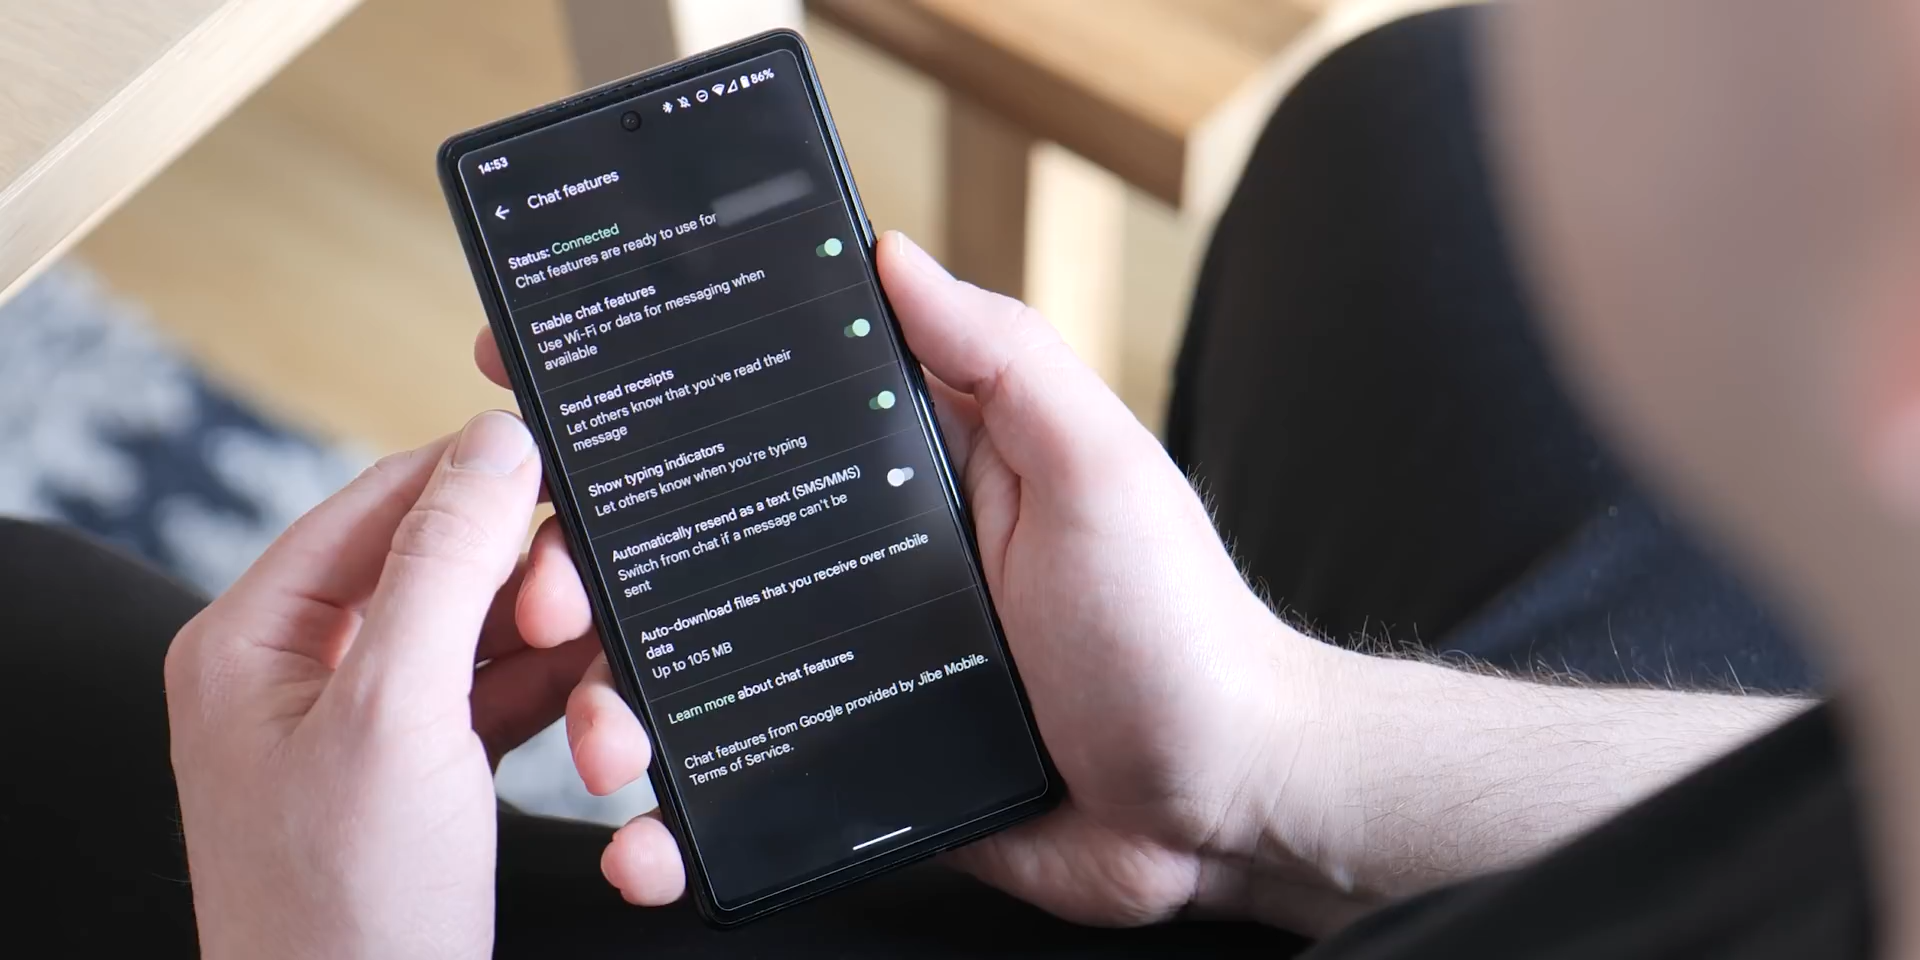 86%
14:53
Chat features
Status: Connected
Chat features are ready to use for
Enable chat features
Use Wi-Fi or data for messaging when
available
Send read receipts
Let others know that you've read their
message
Show typing indicators
Let others know when you're typing
Automatically resend as a text (SMS/MMS)
Switch from chat if a message can't be
sent
Auto-download files that you receive over mobile
data
Up to 105 MB
Learn more about chat features
Chat features from Google provided by Jibe Mobile.
Terms of Service.